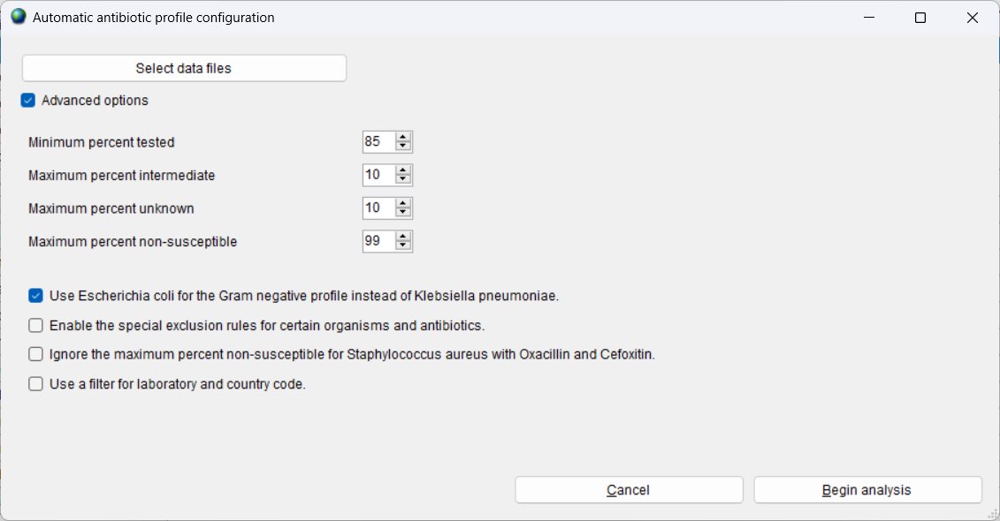 Automatic antibiotic profile configuration
Select data files
Advanced options
Minimum percent tested 85
Maximum percent intermediate 10
Maximum percent unknown 10
Maximum percent non-susceptible 99
Use Escherichia coli for the Gram negative profile instead of Klebsiella pneumoniae.
Enable the special exclusion rules for certain organisms and antibiotics.
Ignore the maximum percent non-susceptible for Staphylococcus aureus with Oxacillin and Cefoxitin.
Use a filter for laboratory and country code.
Cancel Begin analysis